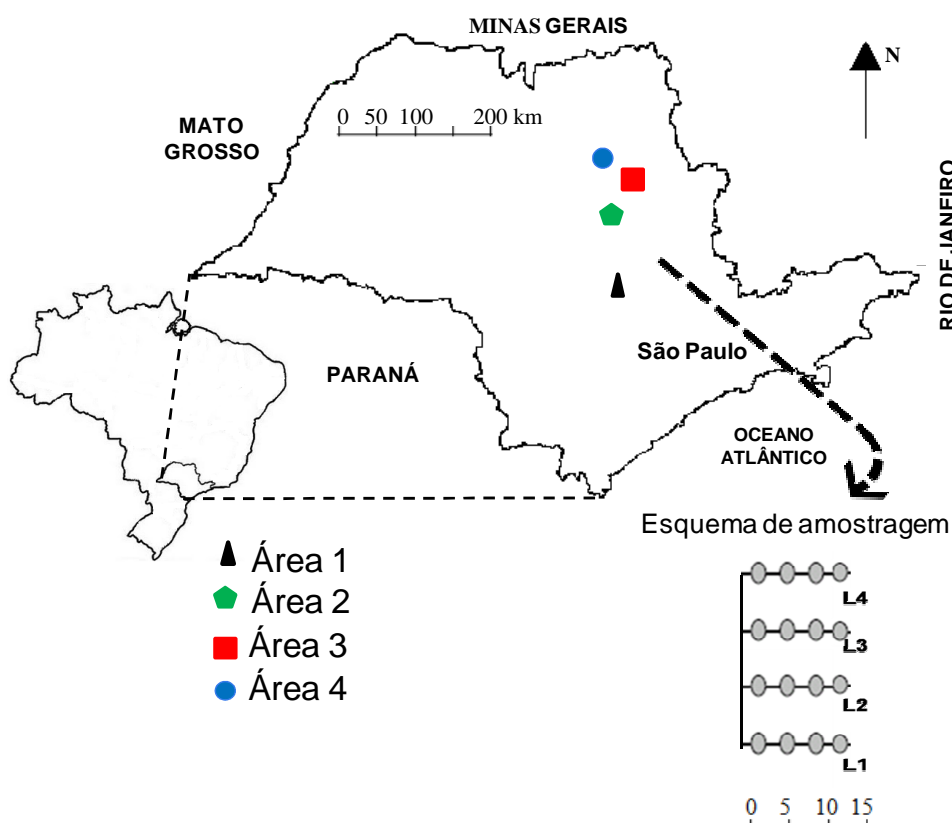 MINAS GERAIS
N
0 50 100 200 km
MATO
GROSSO
RIO DE JANEIRO
São Paulo
PARANÁ
OCEANO
ATLÂNTICO
Esquema de amostragem
Área 1
Área 2
Área 3
Área 4
L4
L3
L2
L1
0 5 10 15